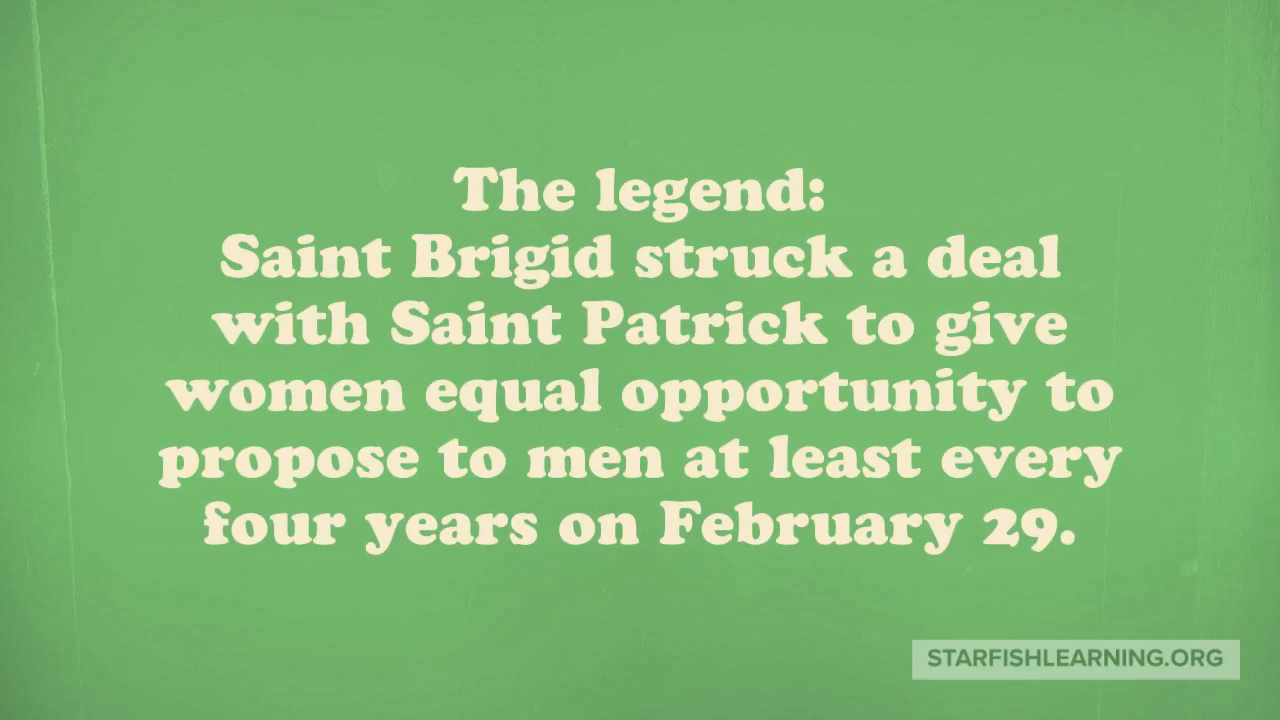 The legend:
Saint Brigid struck a deal
with Saint Patrick to give
women equal opportunity to
propose to men at least every
four years on February 29.
STARFISHLEARNING.ORG